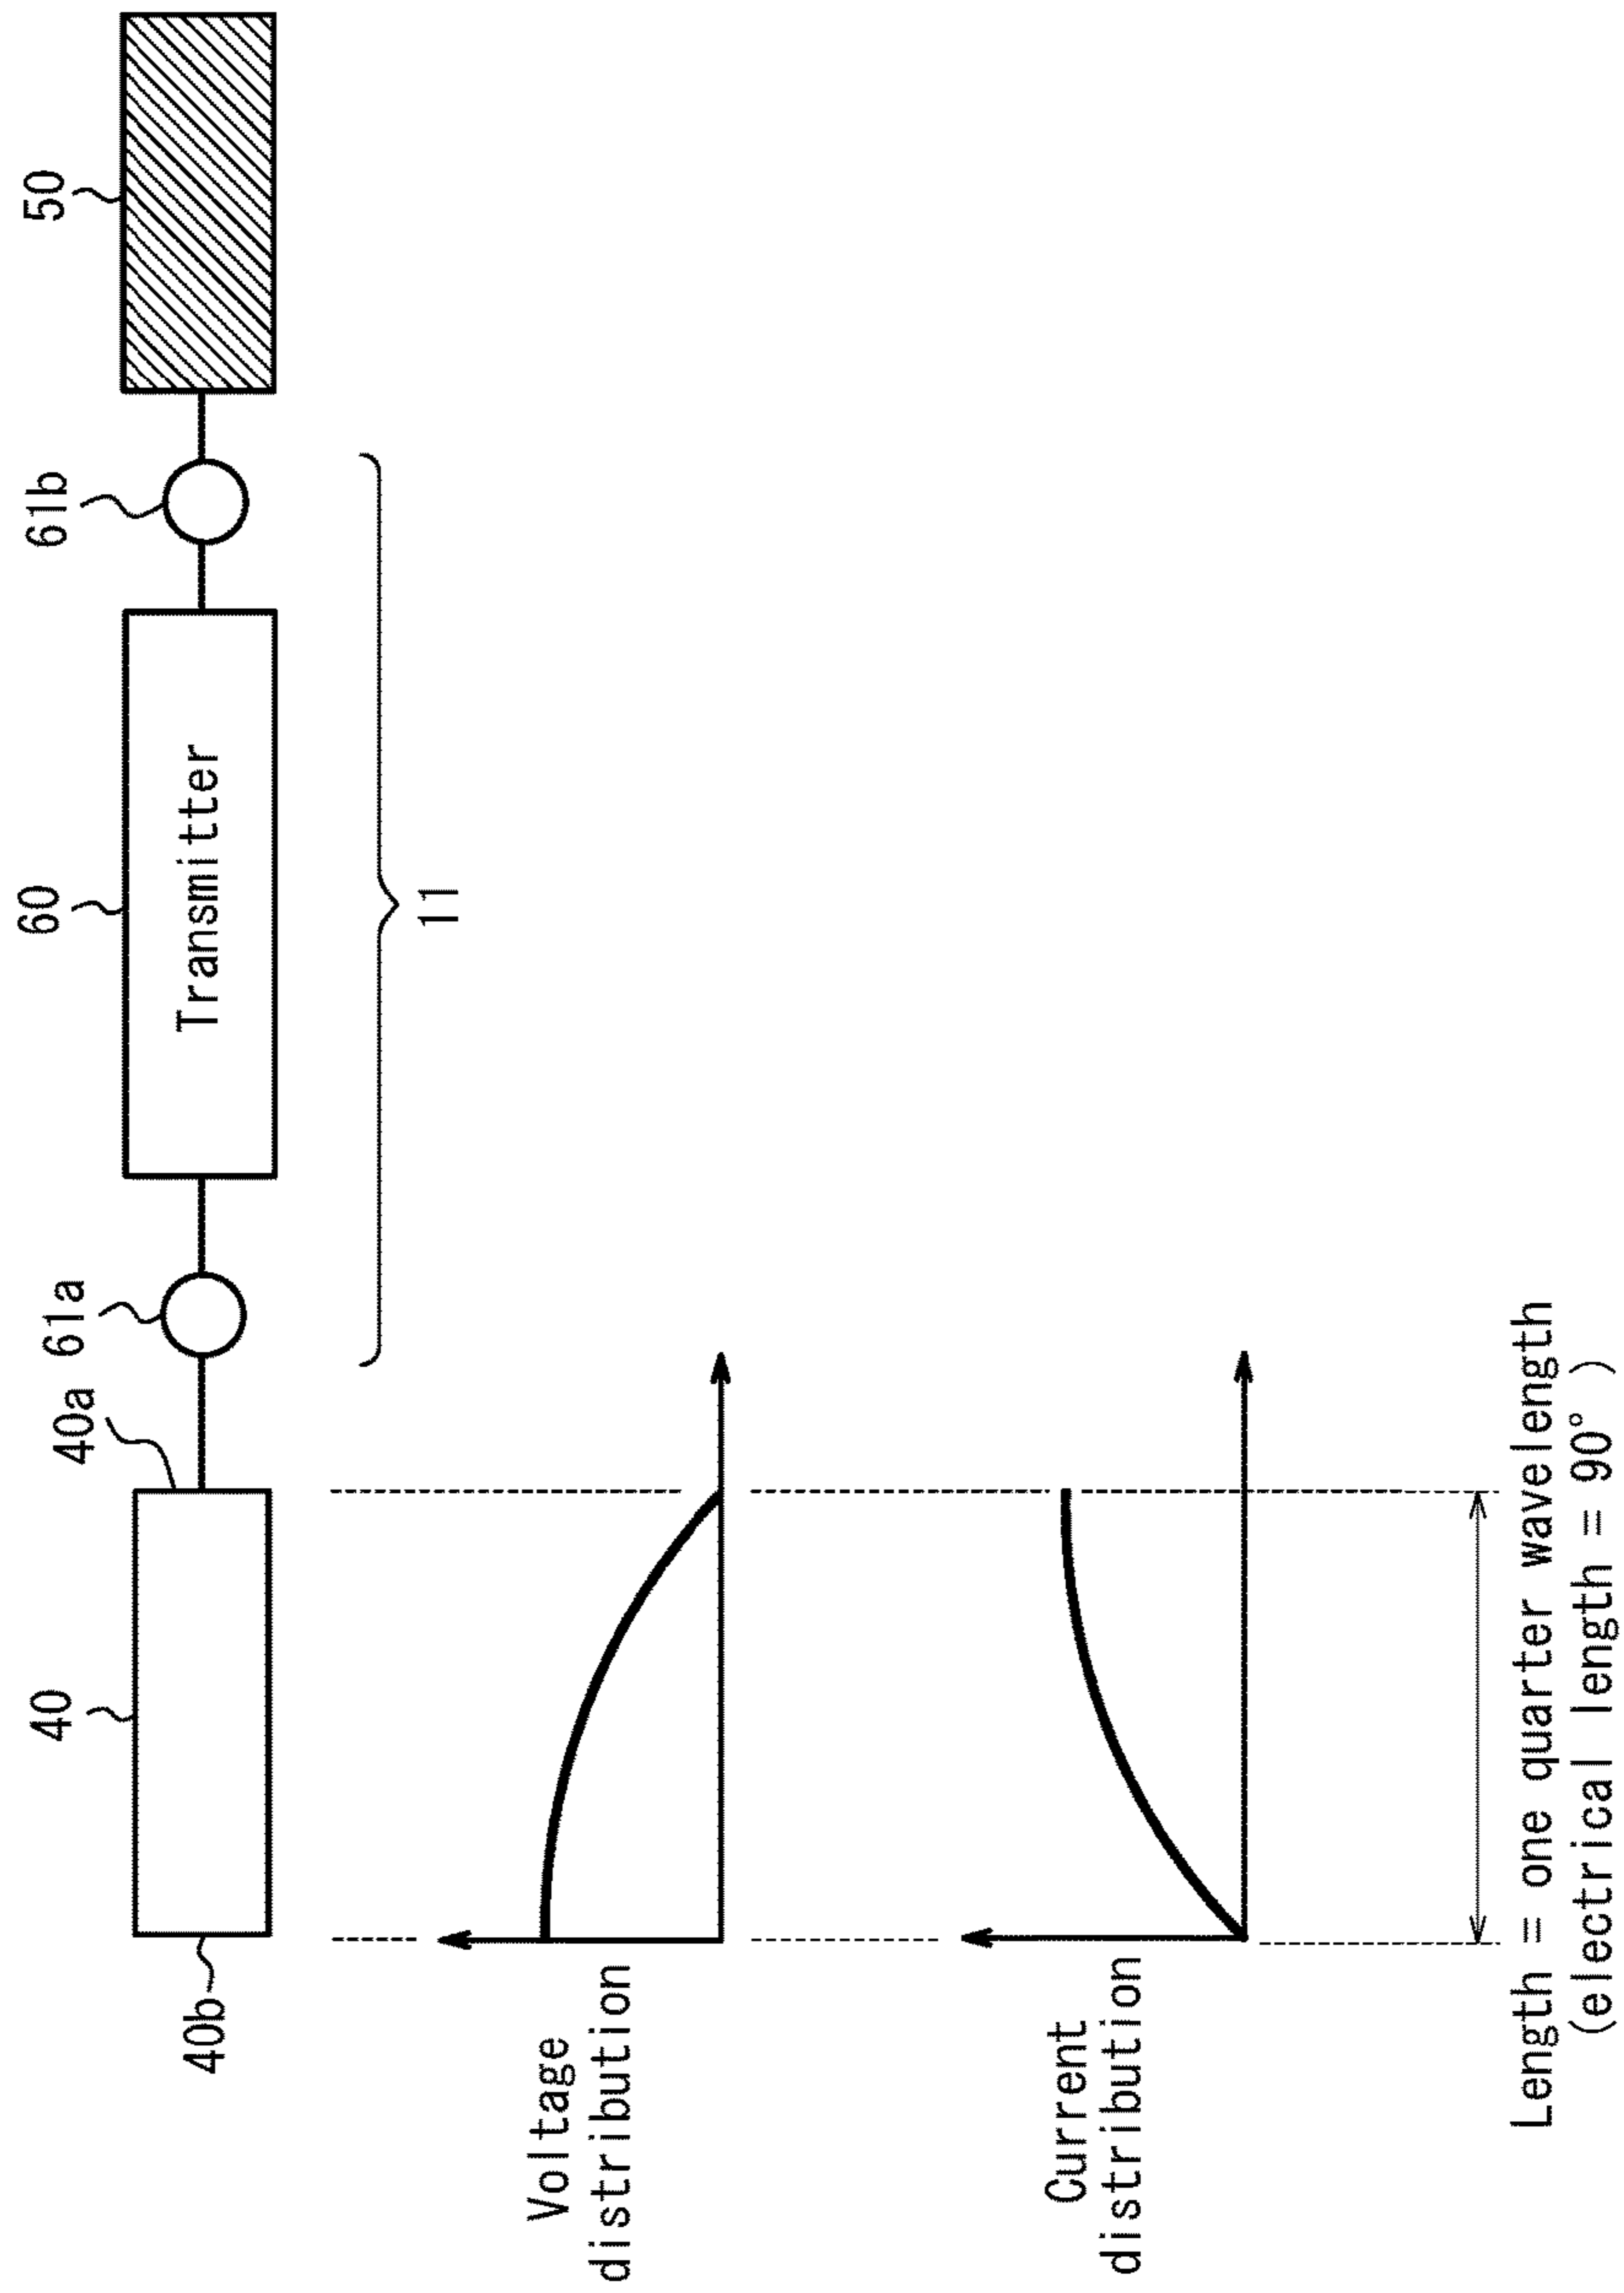 40
40a
61a
60
61b
50
40b
Transmitter
11
Voltage
distribution
Current
distribution
Length = one quarter wavelength
(electrical length = 90° )